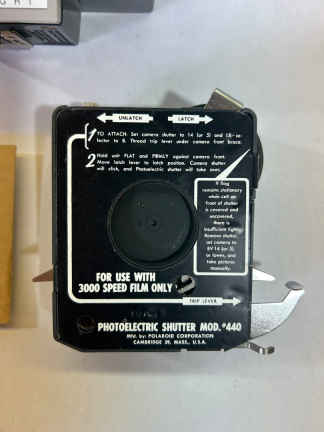 UNLATCH LATCH
1 TO ATTACH: Set camera shutter to 14 (or 5) and I/B-se-
lector to B. Thread trip lever under camera front brace.
2 Hold unit FLAT and FIRMLY against camera front.
Move latch lever to latch position. Camera shutter
will click, and Photoelectric shutter will take over.
If flag
remains stationary
while cell on
front of shutter
is covered and
uncovered,
there is
insufficient light.
Remove shutter,
set camera to
EV 14 (or 5),
or lower, and
take pictures
manually.
FOR USE WITH
3000 SPEED FILM ONLY
TRIP LEVER
PHOTOELECTRIC SHUTTER MOD. #440
Mfd. by: POLAROID CORPORATION
CAMBRIDGE 39, MASS., U.S.A.